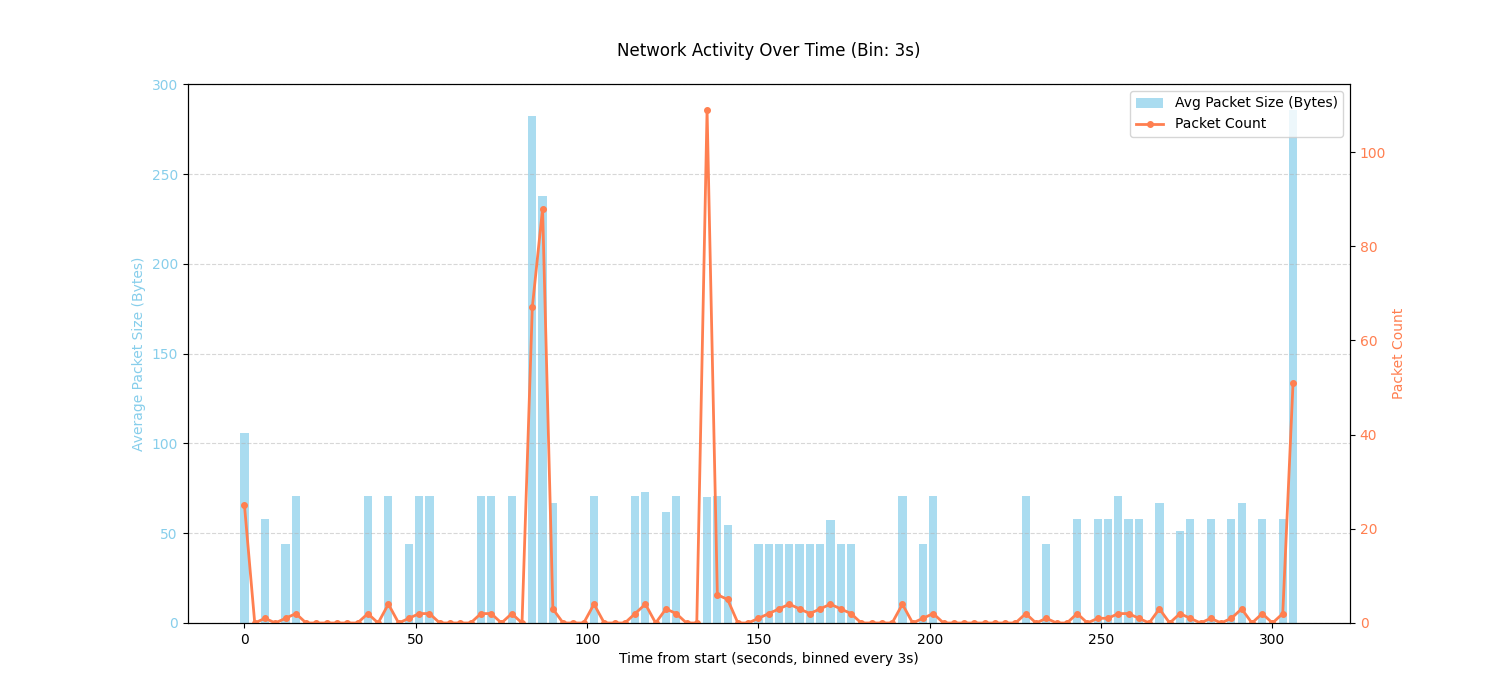 Network Activity Over Time (Bin: 3s)
Avg Packet Size (Bytes)
Packet Count
Average Packet Size (Bytes)
300
250
200
150
100
50
0
100
80
60
40
20
0
Packet Count
0 50 100 150 200 250 300
Time from start (seconds, binned every 3s)